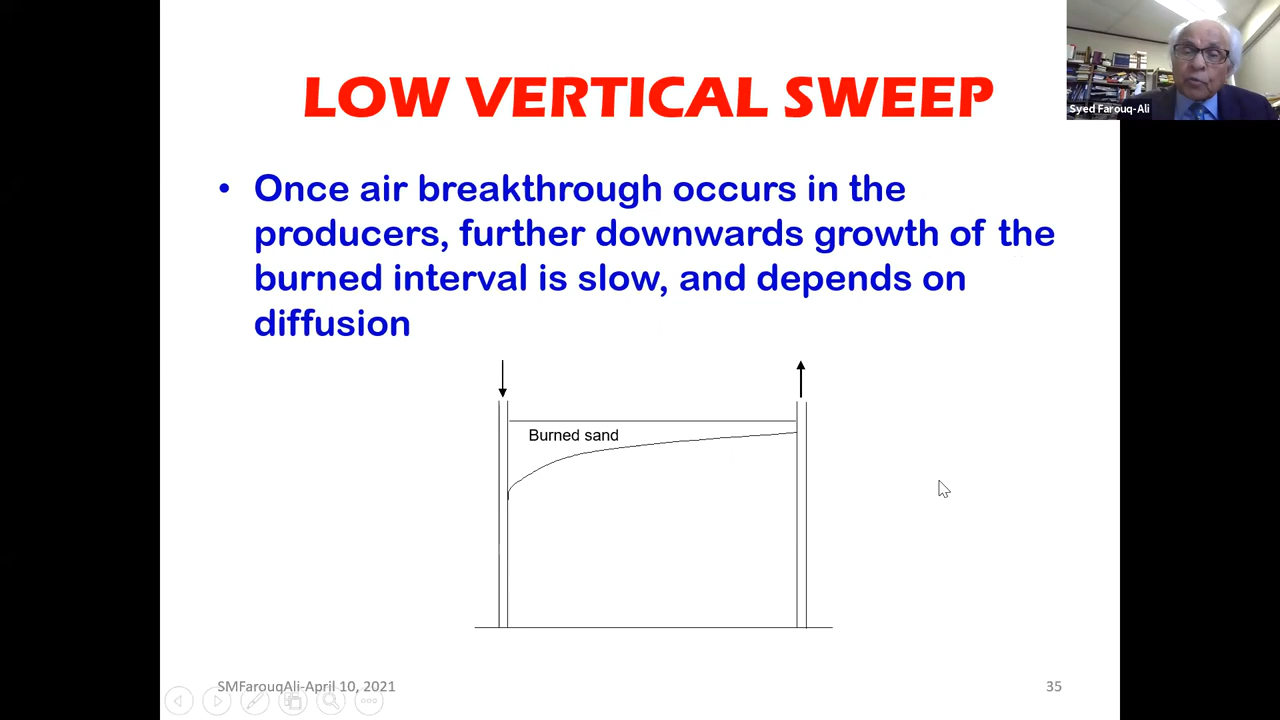 LOW VERTICAL SWEEP
Syed Farouq-Ali
• Once air breakthrough occurs in the
producers, further downwards growth of the
burned interval is slow, and depends on
diffusion
Burned sand
SMFarouqAli-April 10, 2021
35